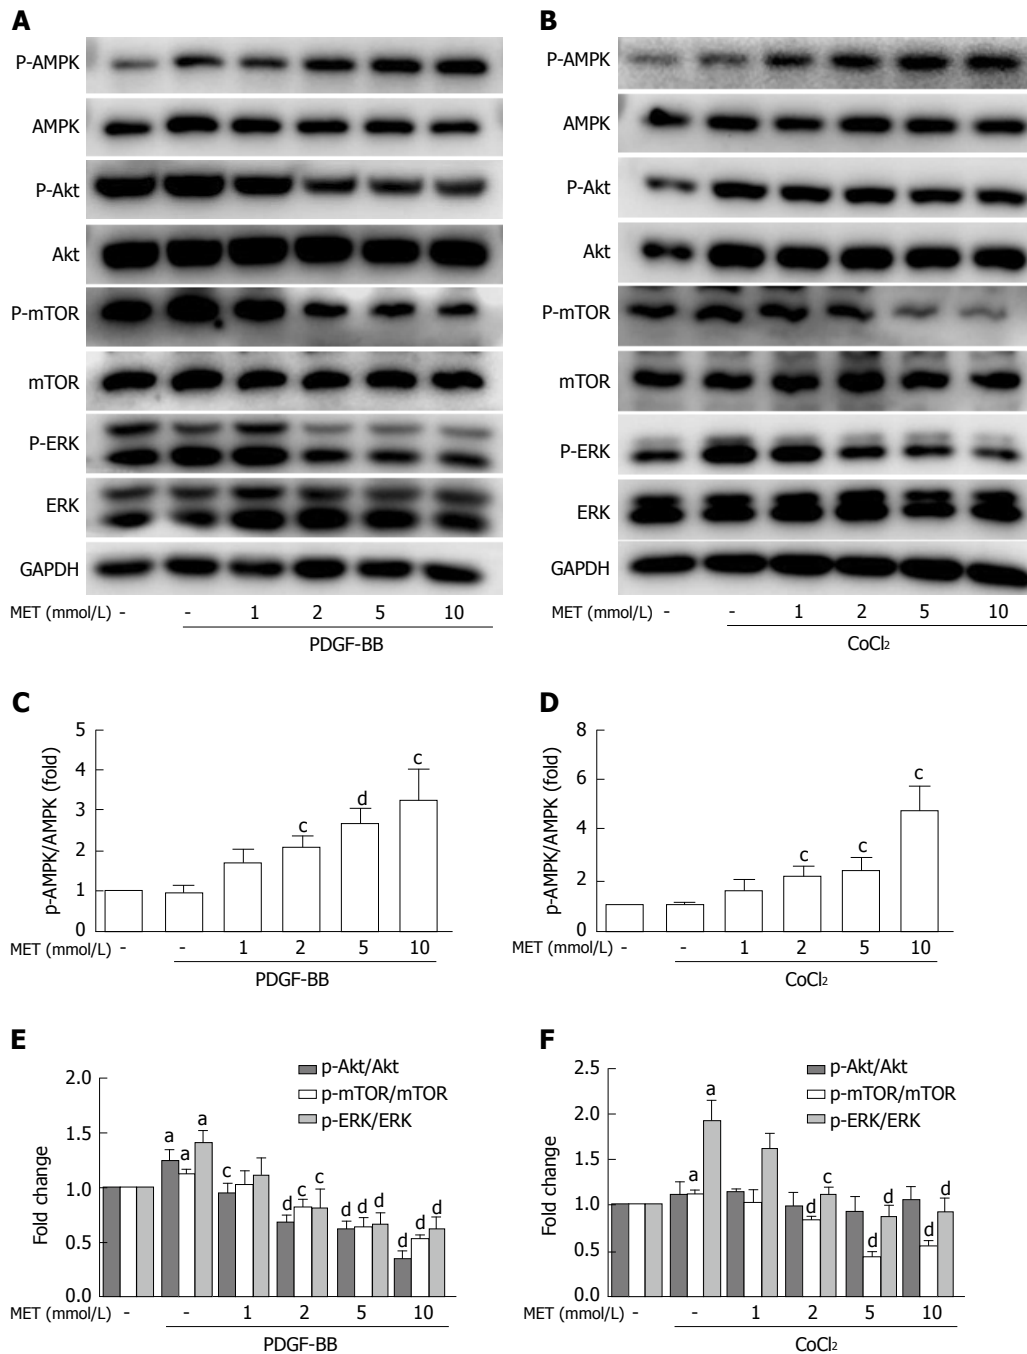 A
P-AMPK
AMPK
P-Akt
Akt
P-mTOR
mTOR
P-ERK
ERK
GAPDH
MET (mmol/L) - - 1 2 5 10
PDGF-BB
B
P-AMPK
AMPK
P-Akt
Akt
P-mTOR
mTOR
P-ERK
ERK
GAPDH
MET (mmol/L) - - 1 2 5 10
CoCl2
C
p-AMPK/AMPK (fold)
5
4
3
2
1
0
c
d
c
MET (mmol/L) - - 1 2 5 10
PDGF-BB
D
p-AMPK/AMPK (fold)
8
6
4
2
0
c
c
c
MET (mmol/L) - - 1 2 5 10
CoCl2
E
Fold change
2.0
1.5
1.0
0.5
0.0
p-Akt/Akt
p-mTOR/mTOR
p-ERK/ERK
a a a c d c c d d d d d d
MET (mmol/L) - - 1 2 5 10
PDGF-BB
F
Fold change
2.5
2.0
1.5
1.0
0.5
0.0
p-Akt/Akt
p-mTOR/mTOR
p-ERK/ERK
a a d c d d d d
MET (mmol/L) - - 1 2 5 10
CoCl2